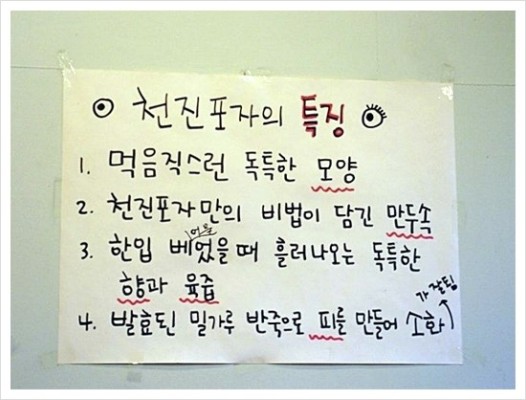 천진포자의 특징
1. 먹음직스런 독특한 모양
2. 천진포자만의 비법이 담긴 만두속
어물
3. 한입 베었을때 흘러나오는 독특한
향과 육즙
가 잘됨
4. 발효된 밀가루 반죽으로 피를 만들어 소화